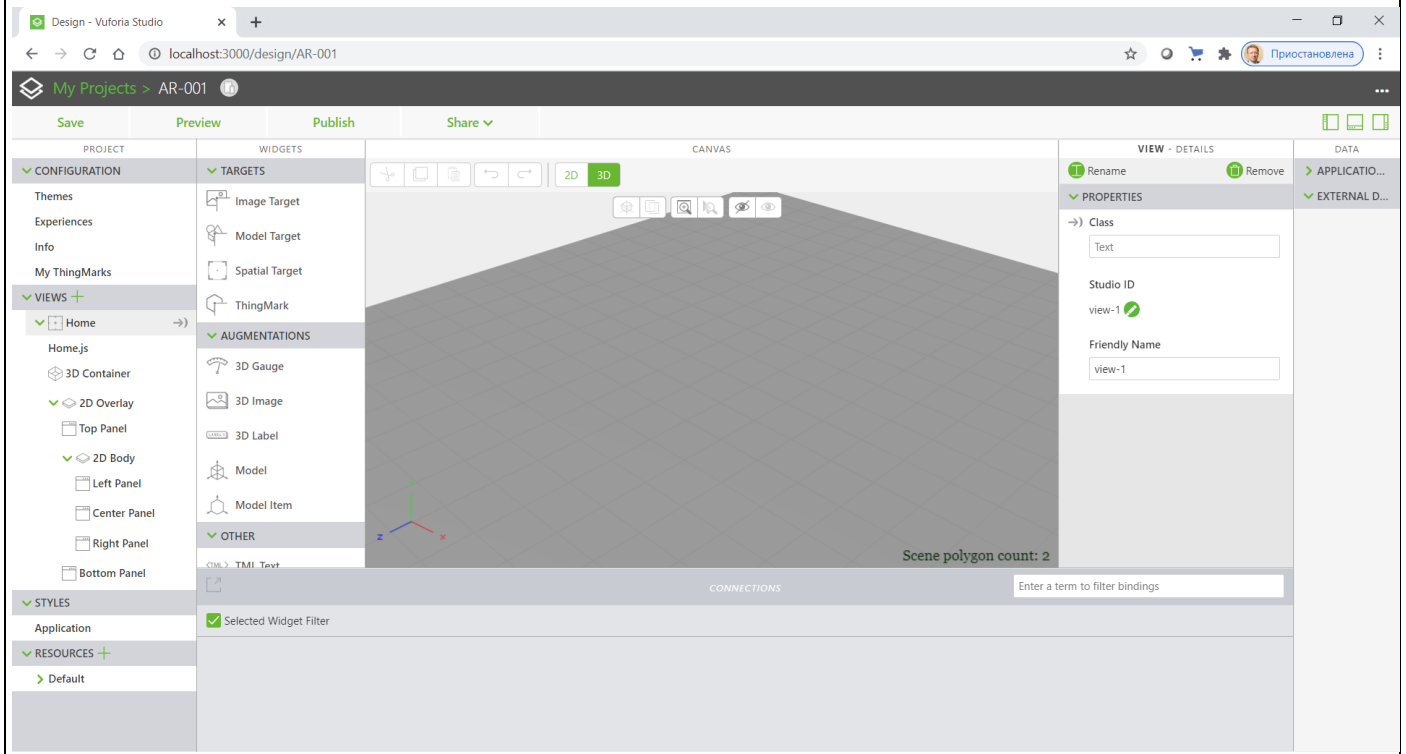 Design - Vuforia Studio
localhost:3000/design/AR-001
Приостановлена
My Projects > AR-001
Save Preview Publish Share
PROJECT
CONFIGURATION
Themes
Experiences
Info
My ThingMarks
VIEWS
Home
Home.js
3D Container
2D Overlay
Top Panel
2D Body
Left Panel
Center Panel
Right Panel
Bottom Panel
STYLES
Application
RESOURCES
Default
WIDGETS
TARGETS
Image Target
Model Target
Spatial Target
ThingMark
AUGMENTATIONS
3D Gauge
3D Image
3D Label
Model
Model Item
OTHER
TML Text
CANVAS
2D 3D
Y
Z X
Scene polygon count: 2
VIEW - DETAILS
Rename Remove
PROPERTIES
Class
Text
Studio ID
view-1
Friendly Name
view-1
DATA
APPLICATIO...
EXTERNAL D...
CONNECTIONS
Enter a term to filter bindings
Selected Widget Filter